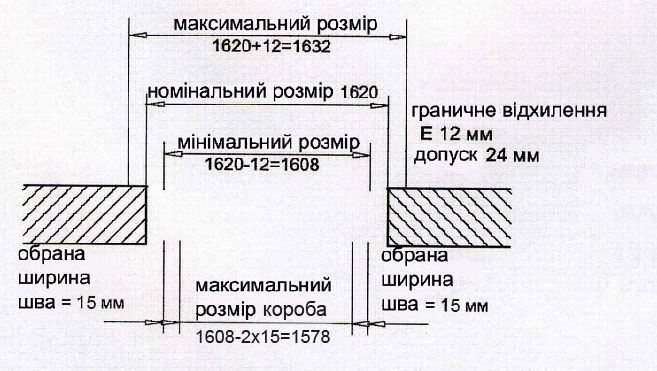 максимальний розмір
1620+12=1632
номінальний розмір 1620
граничне відхилення
Е 12 мм
допуск 24 мм
мінімальний розмір
1620-12=1608
обрана
ширина
шва = 15 мм
максимальний
розмір короба
1608-2х15=1578
обрана
ширина
шва = 15 мм